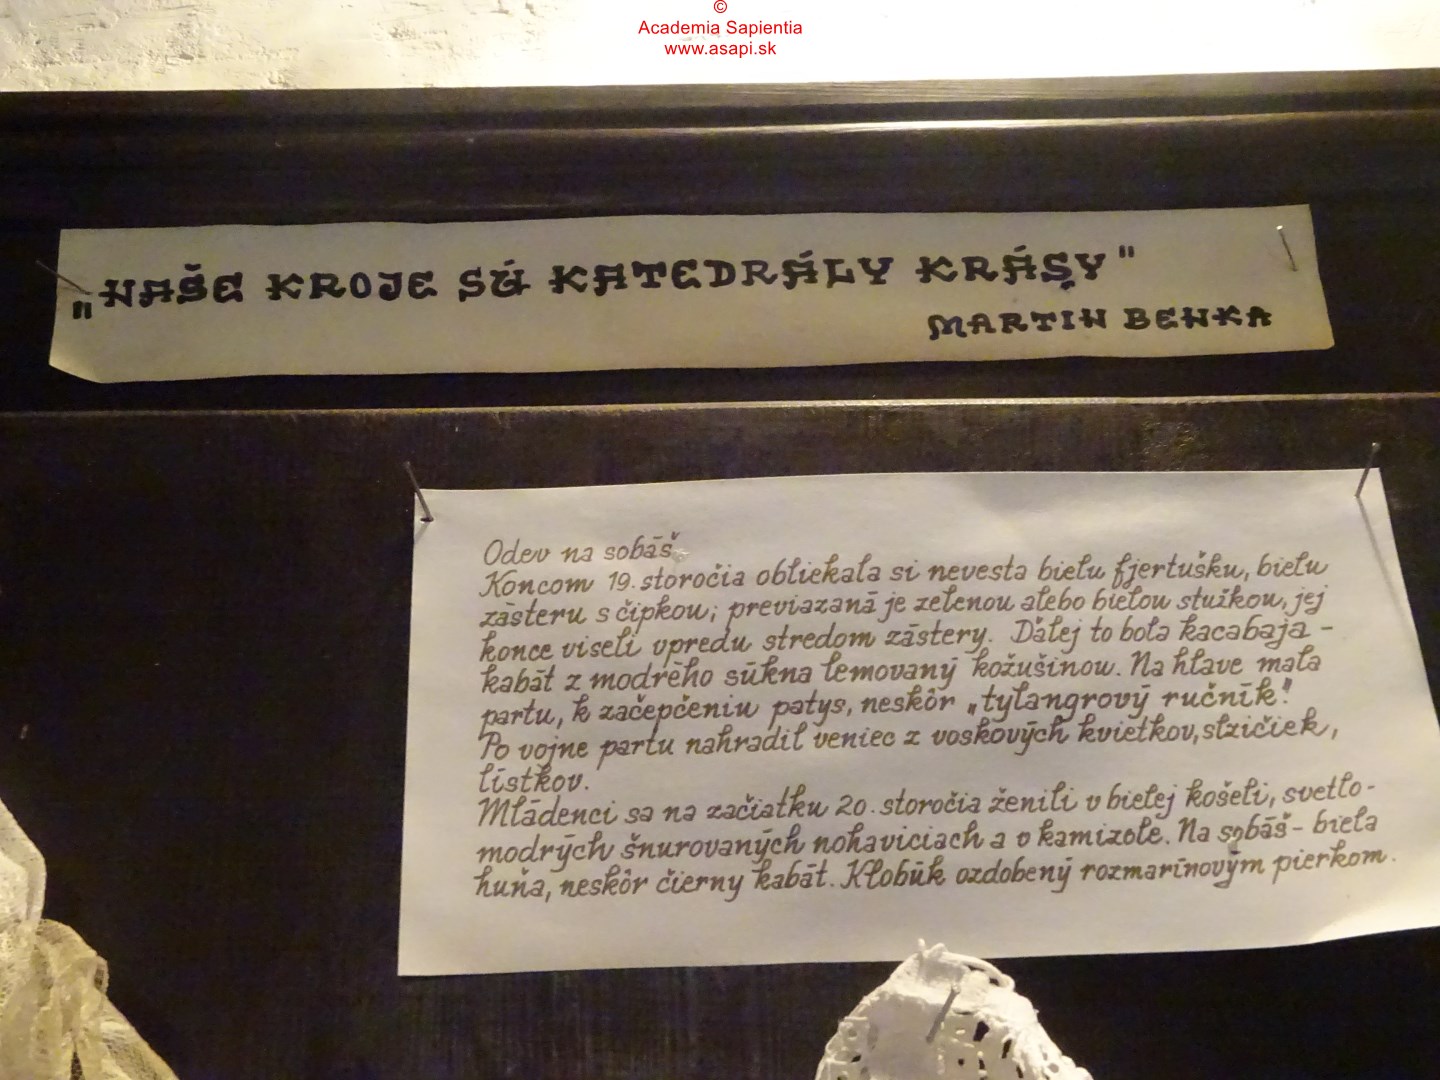 ©
Academia Sapientia
www.asapi.sk
„NAŠE KROJE SÚ KATEDRÁLY KRÁSY"
MARTIN BENKA
Odev na sobáš
Koncom 19. storočia obliekala si nevesta bielu fjertušku, bielu
zásteru s čipkou; previazaná je zelenou alebo bielou stužkou, jej
konce viseli vpredu stredom zástery. Ďalej to bola kacabaja -
kabát z modrého súkna lemovaný kožušinou. Na hlave mala
partu, k začepčeniu patys, neskôr „tylangrový ručník".
Po vojne partu nahradil veniec z voskových kvietkov, slzičiek,
lístkov.
Mládenci sa na začiatku 20. storočia ženili v bielej košeli, svetlo-
modrých šnurovaných nohaviciach a v kamizole. Na sobáš - biela
huňa, neskôr čierny kabát. Klobúk ozdobený rozmarínovým pierkom.